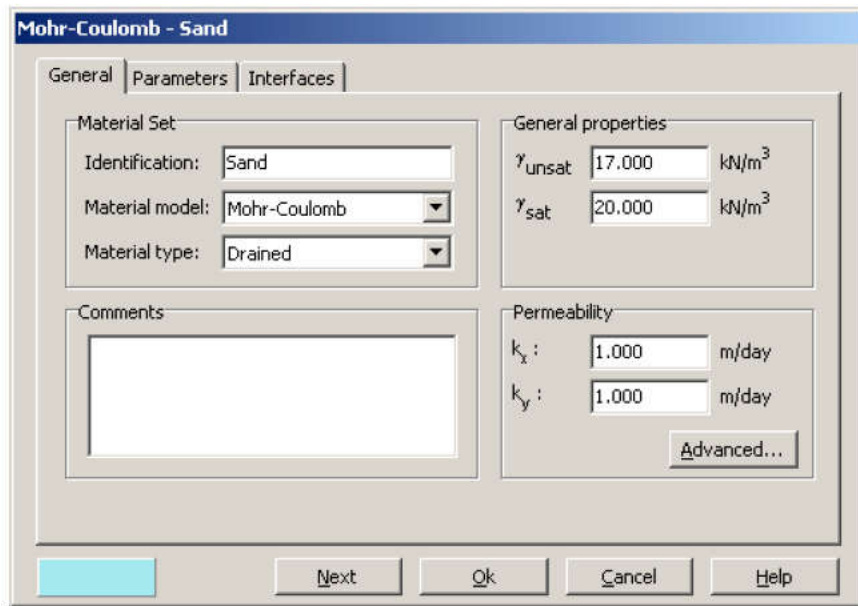 Mohr-Coulomb - Sand
General Parameters Interfaces
Material Set
Identification: Sand
Material model: Mohr-Coulomb
Material type: Drained
General properties
γunsat 17.000 kN/m³
γsat 20.000 kN/m³
Comments
Permeability
kx : 1.000 m/day
ky : 1.000 m/day
Advanced...
Next Ok Cancel Help